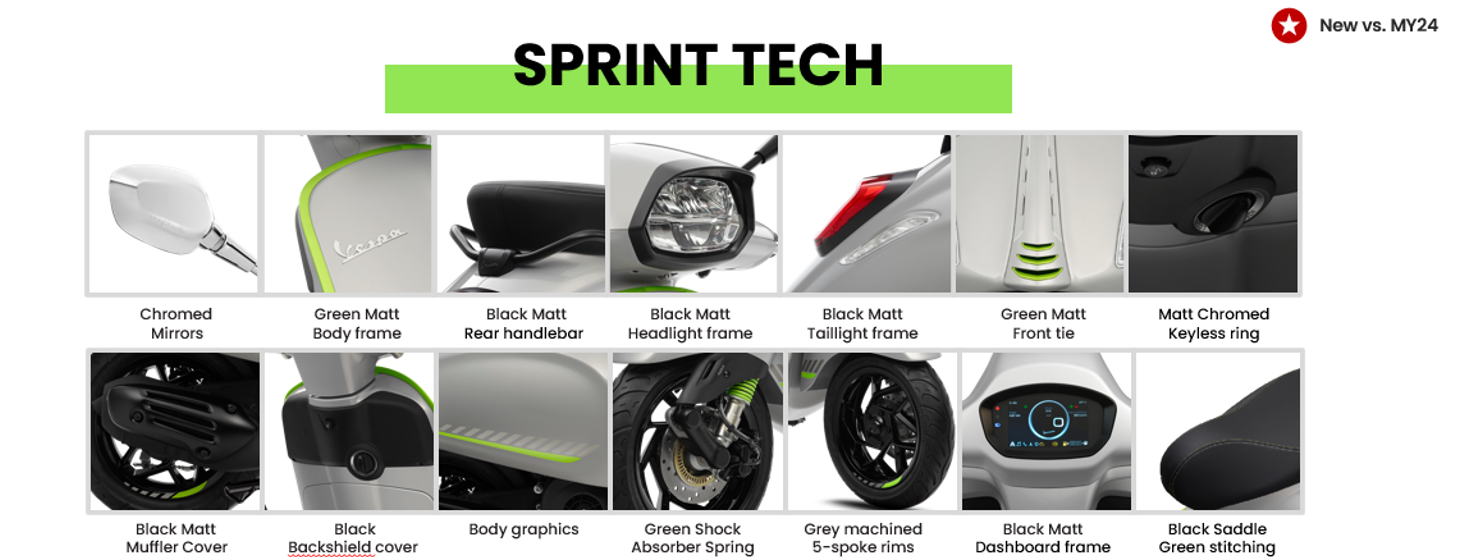 New vs. MY24
SPRINT TECH
Vespa
Chromed
Mirrors
Green Matt
Body frame
Black Matt
Rear handlebar
Black Matt
Headlight frame
Black Matt
Taillight frame
Green Matt
Front tie
Matt Chromed
Keyless ring
Black Matt
Muffler Cover
Black
Backshield cover
Body graphics
Green Shock
Absorber Spring
Grey machined
5-spoke rims
Black Matt
Dashboard frame
Black Saddle
Green stitching